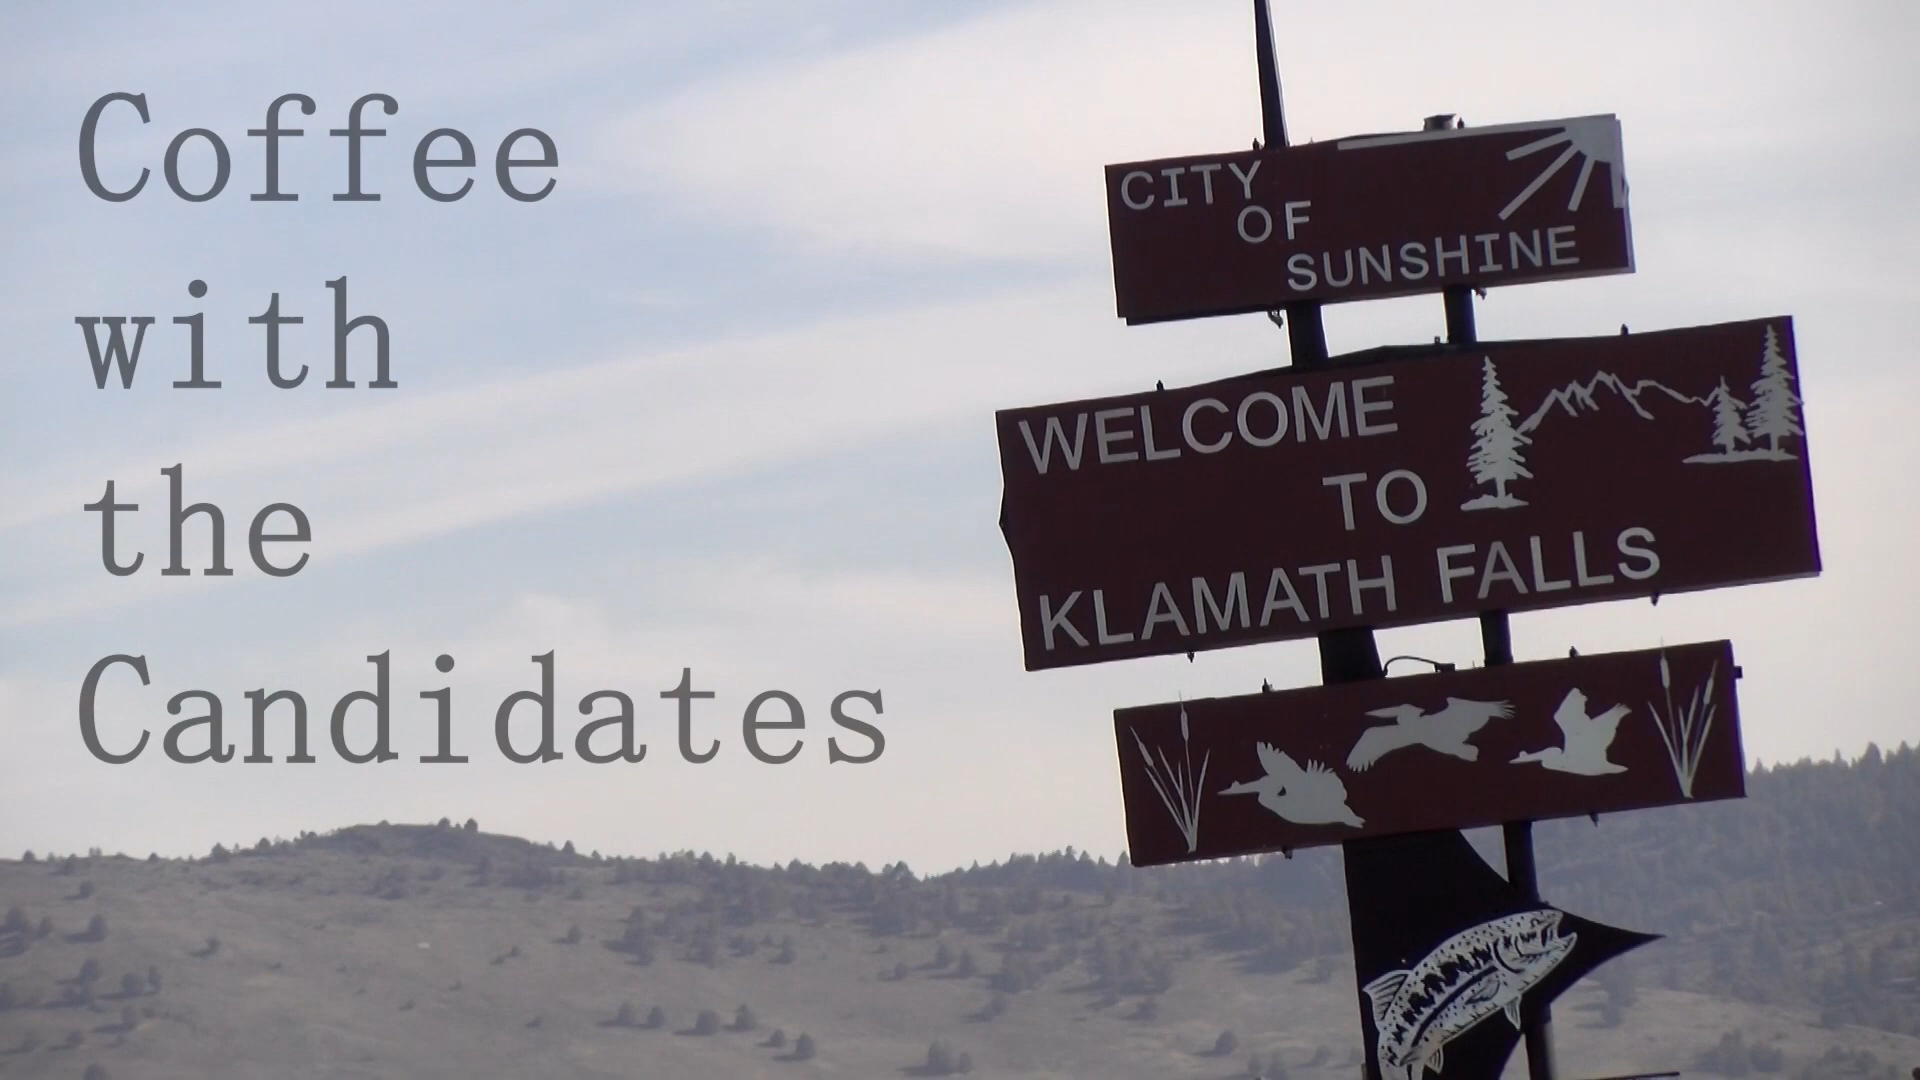 Coffee
with
the
Candidates
CITY
OF
SUNSHINE
WELCOME
TO
KLAMATH FALLS